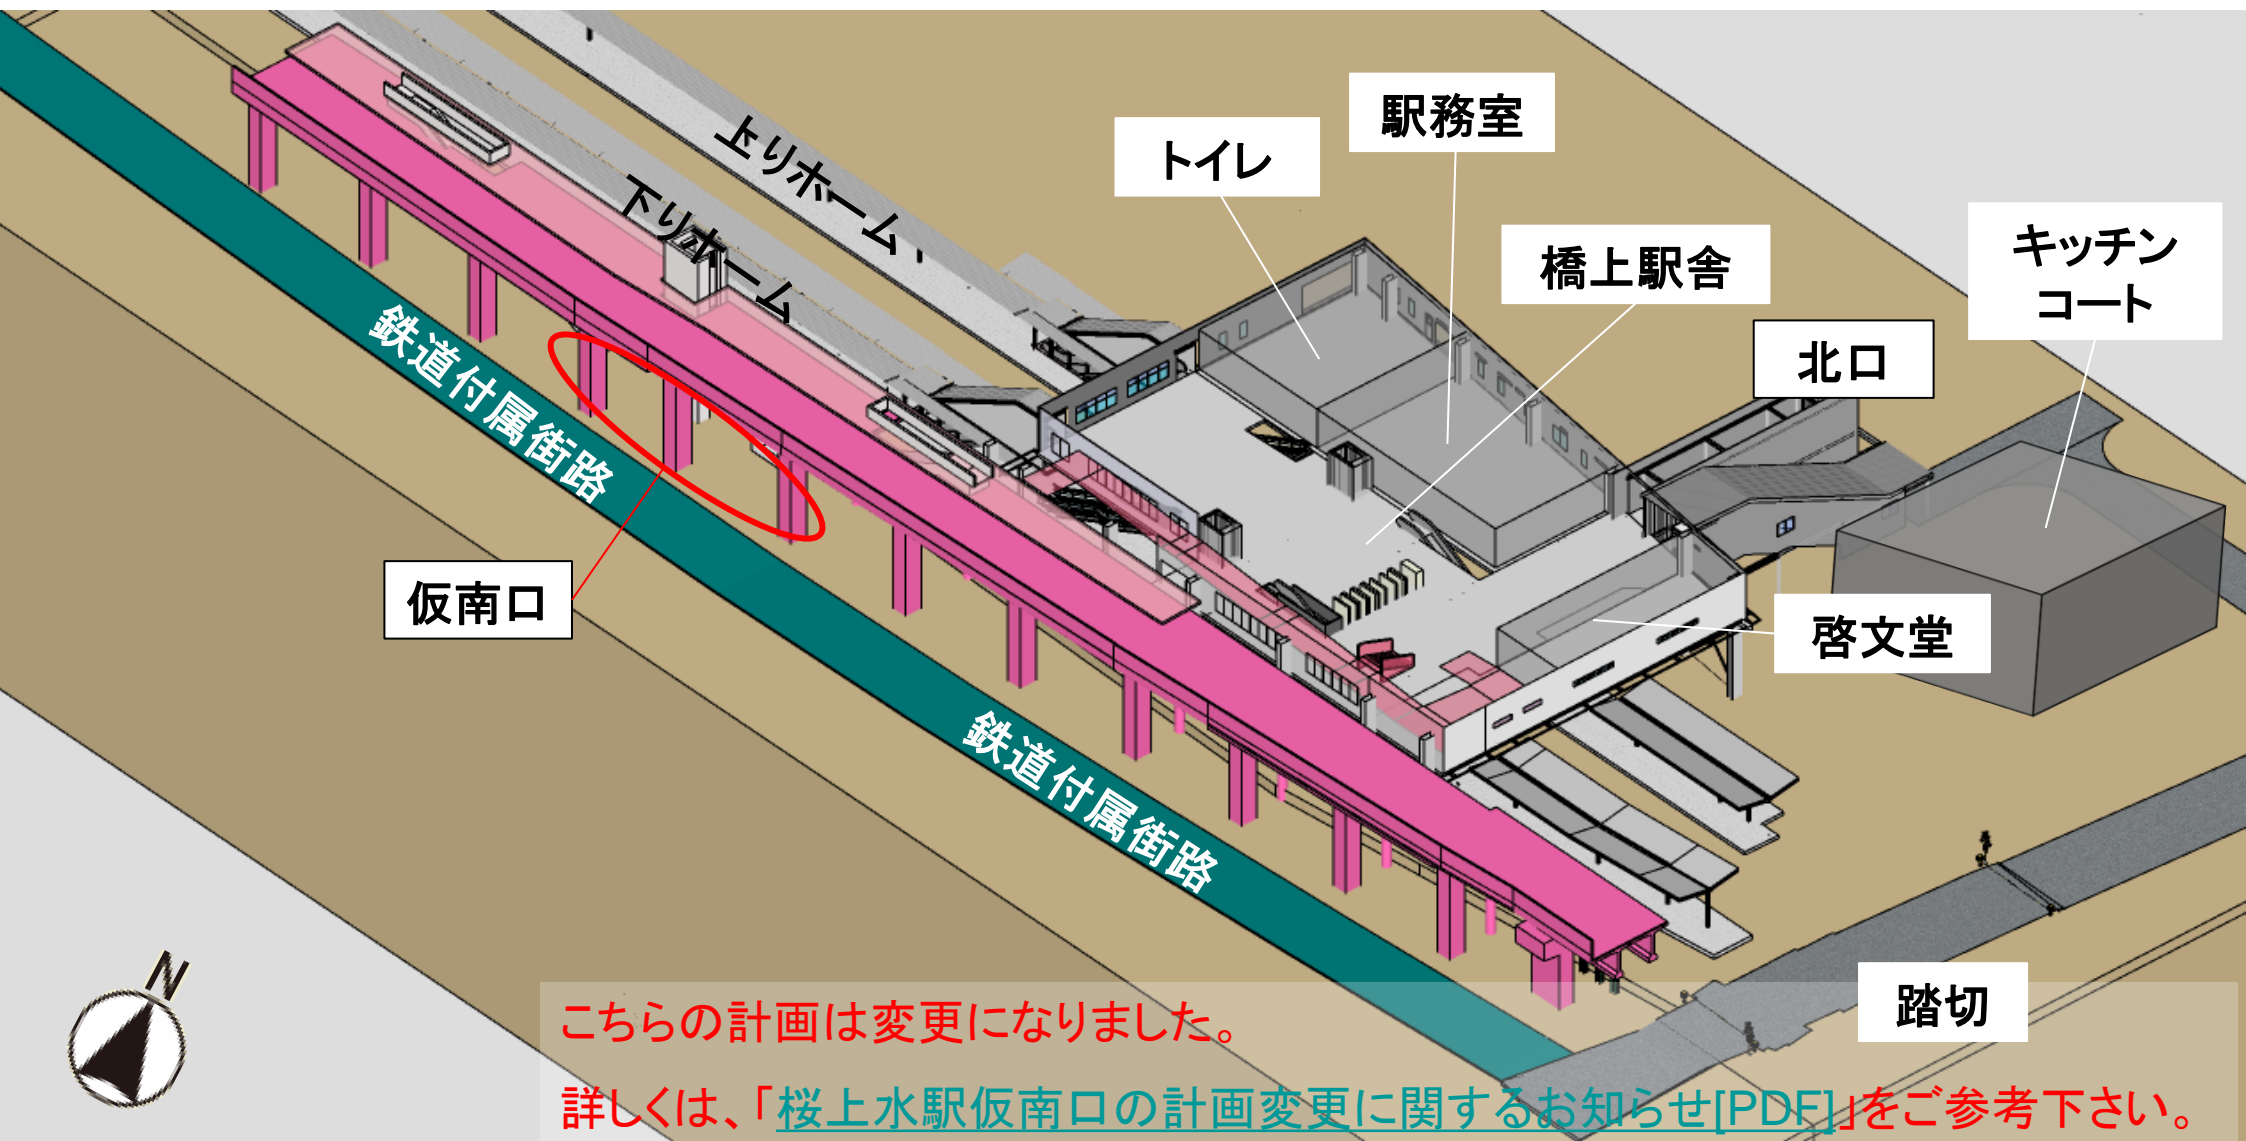 駅務室
トイレ
上りホーム
下りホーム
橋上駅舎
キッチン
コート
北口
鉄道付属街路
仮南口
啓文堂
鉄道付属街路
踏切
N
こちらの計画は変更になりました。
詳しくは、「桜上水駅仮南口の計画変更に関するお知らせ[PDF]」をご参考下さい。